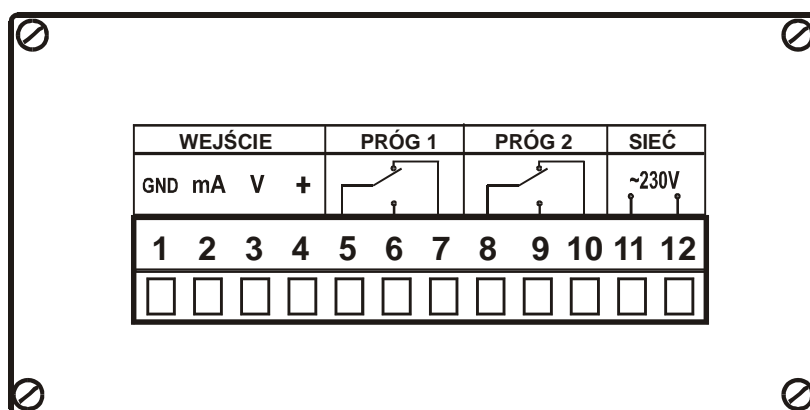 WEJŚCIE PRÓG 1 PRÓG 2 SIEĆ
GND mA V + ~230V
1 2 3 4 5 6 7 8 9 10 11 12